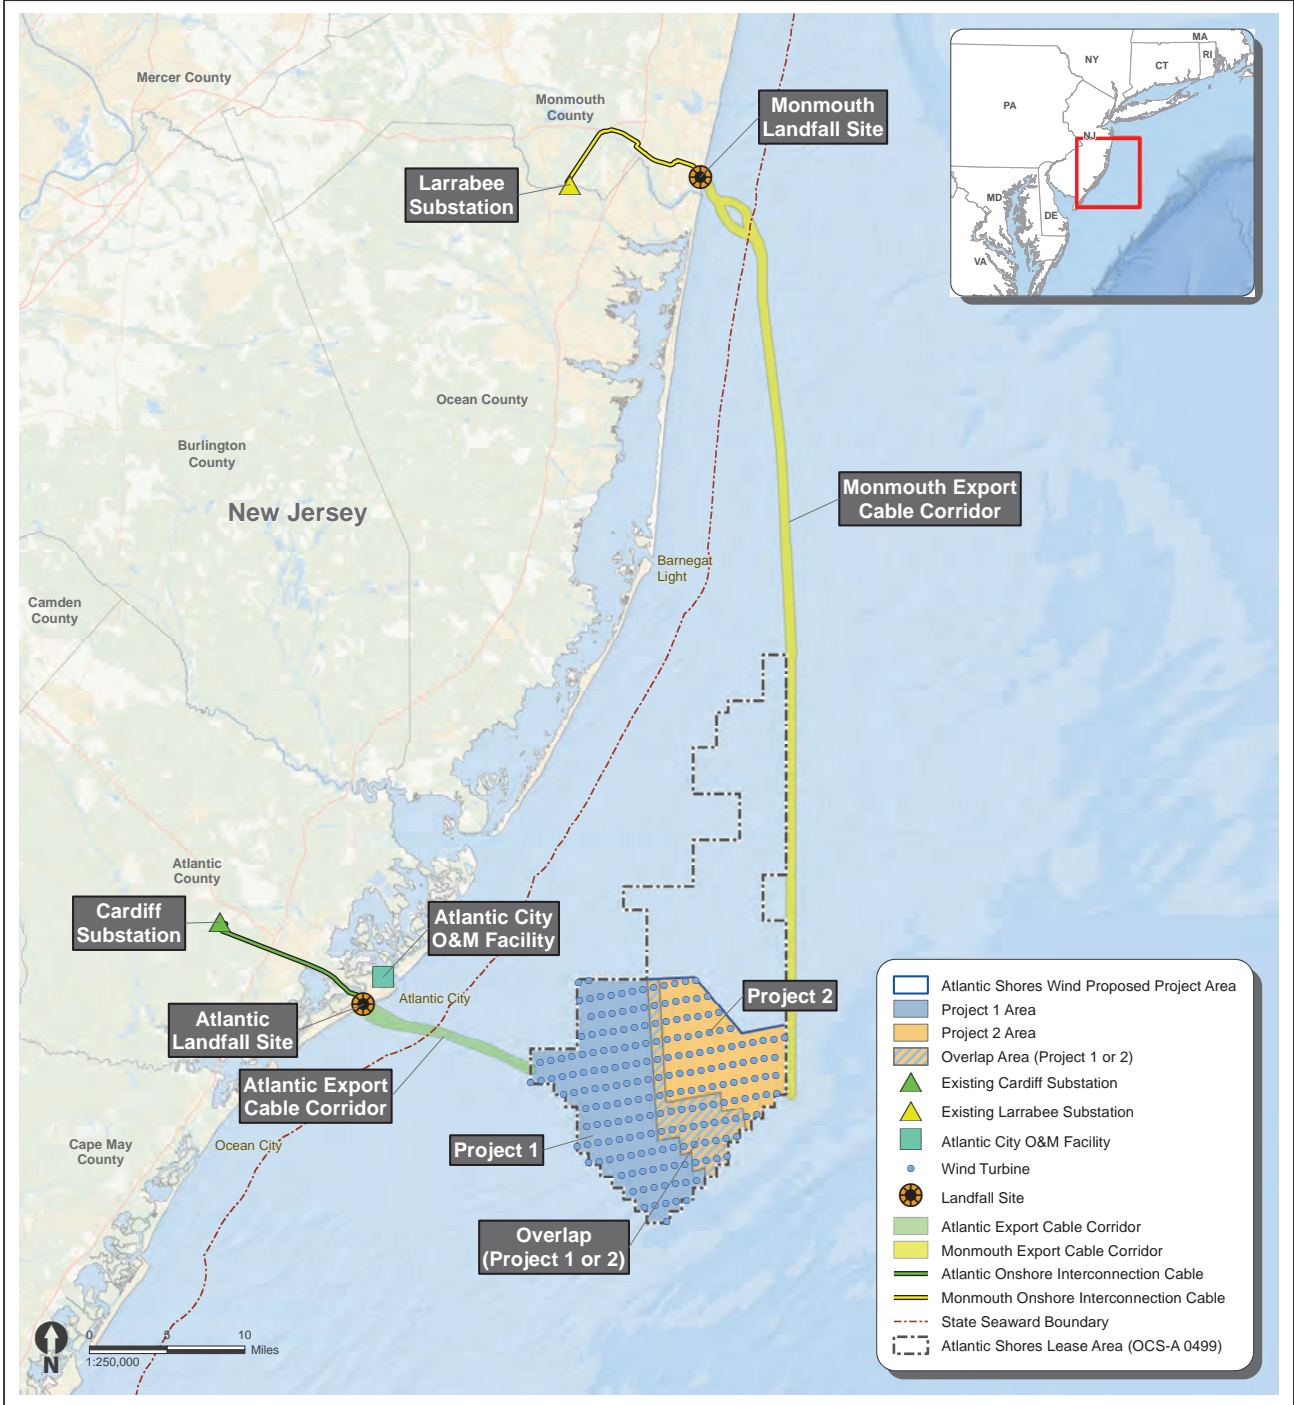 Mercer County
Monmouth
County
Monmouth
Landfall Site
Larrabee
Substation
MA
NY
RI
CT
PA
NJ
MD
DE
VA
Ocean County
Burlington
County
New Jersey
Monmouth Export
Cable Corridor
Barnegat
Light
Camden
County
Atlantic
County
Cardiff
Substation
Atlantic City
O&M Facility
Atlantic City
Atlantic
Landfall Site
Project 2
Atlantic Export
Cable Corridor
Project 1
Cape May
County
Ocean City
Overlap
(Project 1 or 2)
Atlantic Shores Wind Proposed Project Area
Project 1 Area
Project 2 Area
Overlap Area (Project 1 or 2)
Existing Cardiff Substation
Existing Larrabee Substation
Atlantic City O&M Facility
Wind Turbine
Landfall Site
Atlantic Export Cable Corridor
Monmouth Export Cable Corridor
Atlantic Onshore Interconnection Cable
Monmouth Onshore Interconnection Cable
State Seaward Boundary
Atlantic Shores Lease Area (OCS-A 0499)
N
0 5 10
Miles
1:250,000